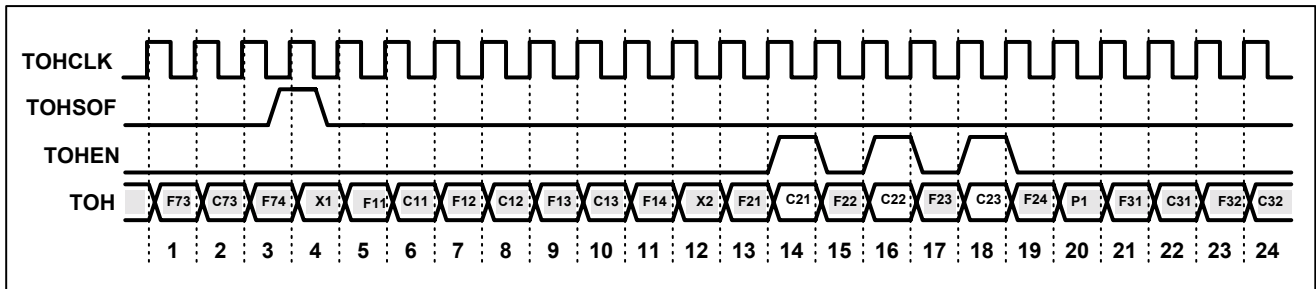 TOHCLK
TOHSOF
TOHEN
TOH F73 C73 F74 X1 F11 C11 F12 C12 F13 C13 F14 X2 F21 C21 F22 C22 F23 C23 F24 P1 F31 C31 F32 C32
1 2 3 4 5 6 7 8 9 10 11 12 13 14 15 16 17 18 19 20 21 22 23 24